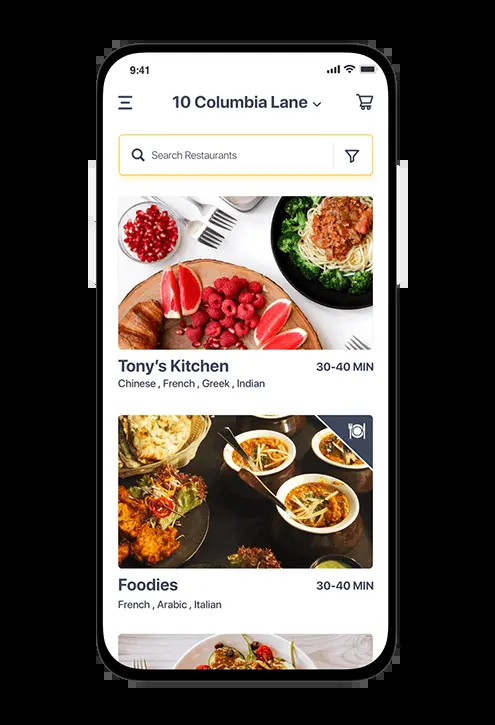 9:41
10 Columbia Lane
Search Restaurants
Tony's Kitchen 30-40 MIN
Chinese , French , Greek , Indian
Foodies 30-40 MIN
French , Arabic , Italian